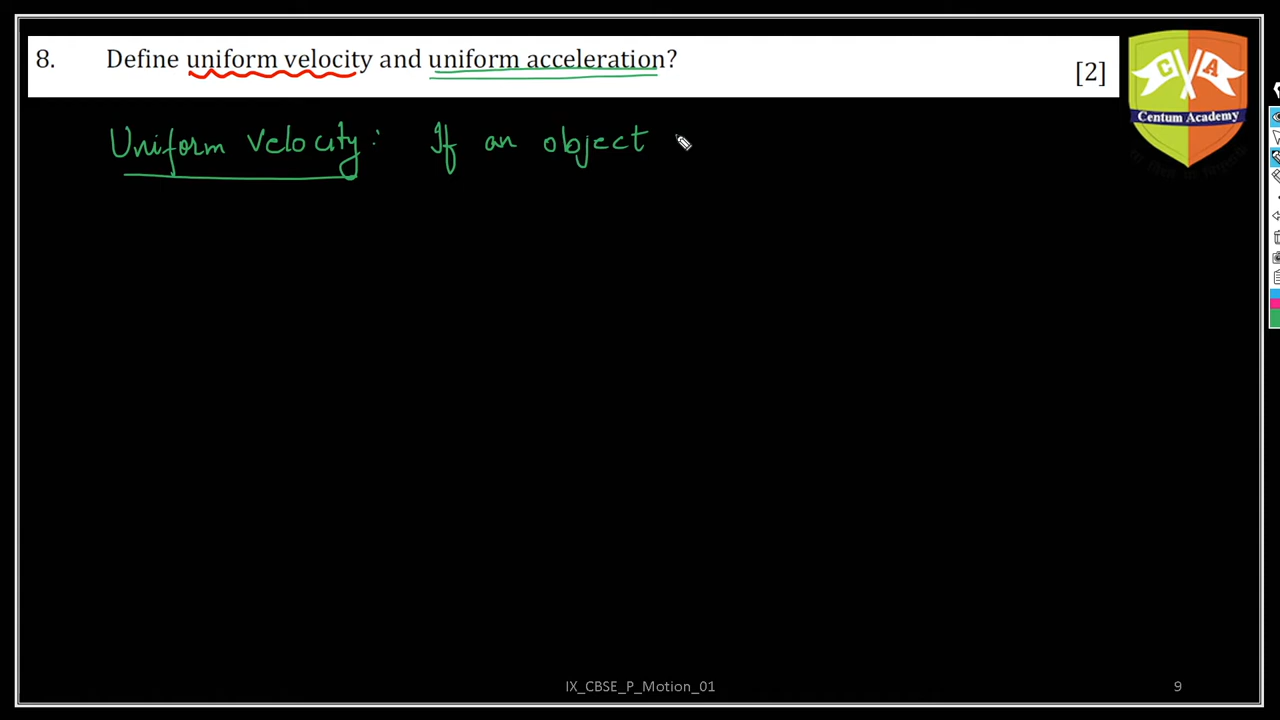 8. Define uniform velocity and uniform acceleration?
[2]
C A
Centum Academy
Uniform Velocity : If an object
IX_CBSE_P_Motion_01
9